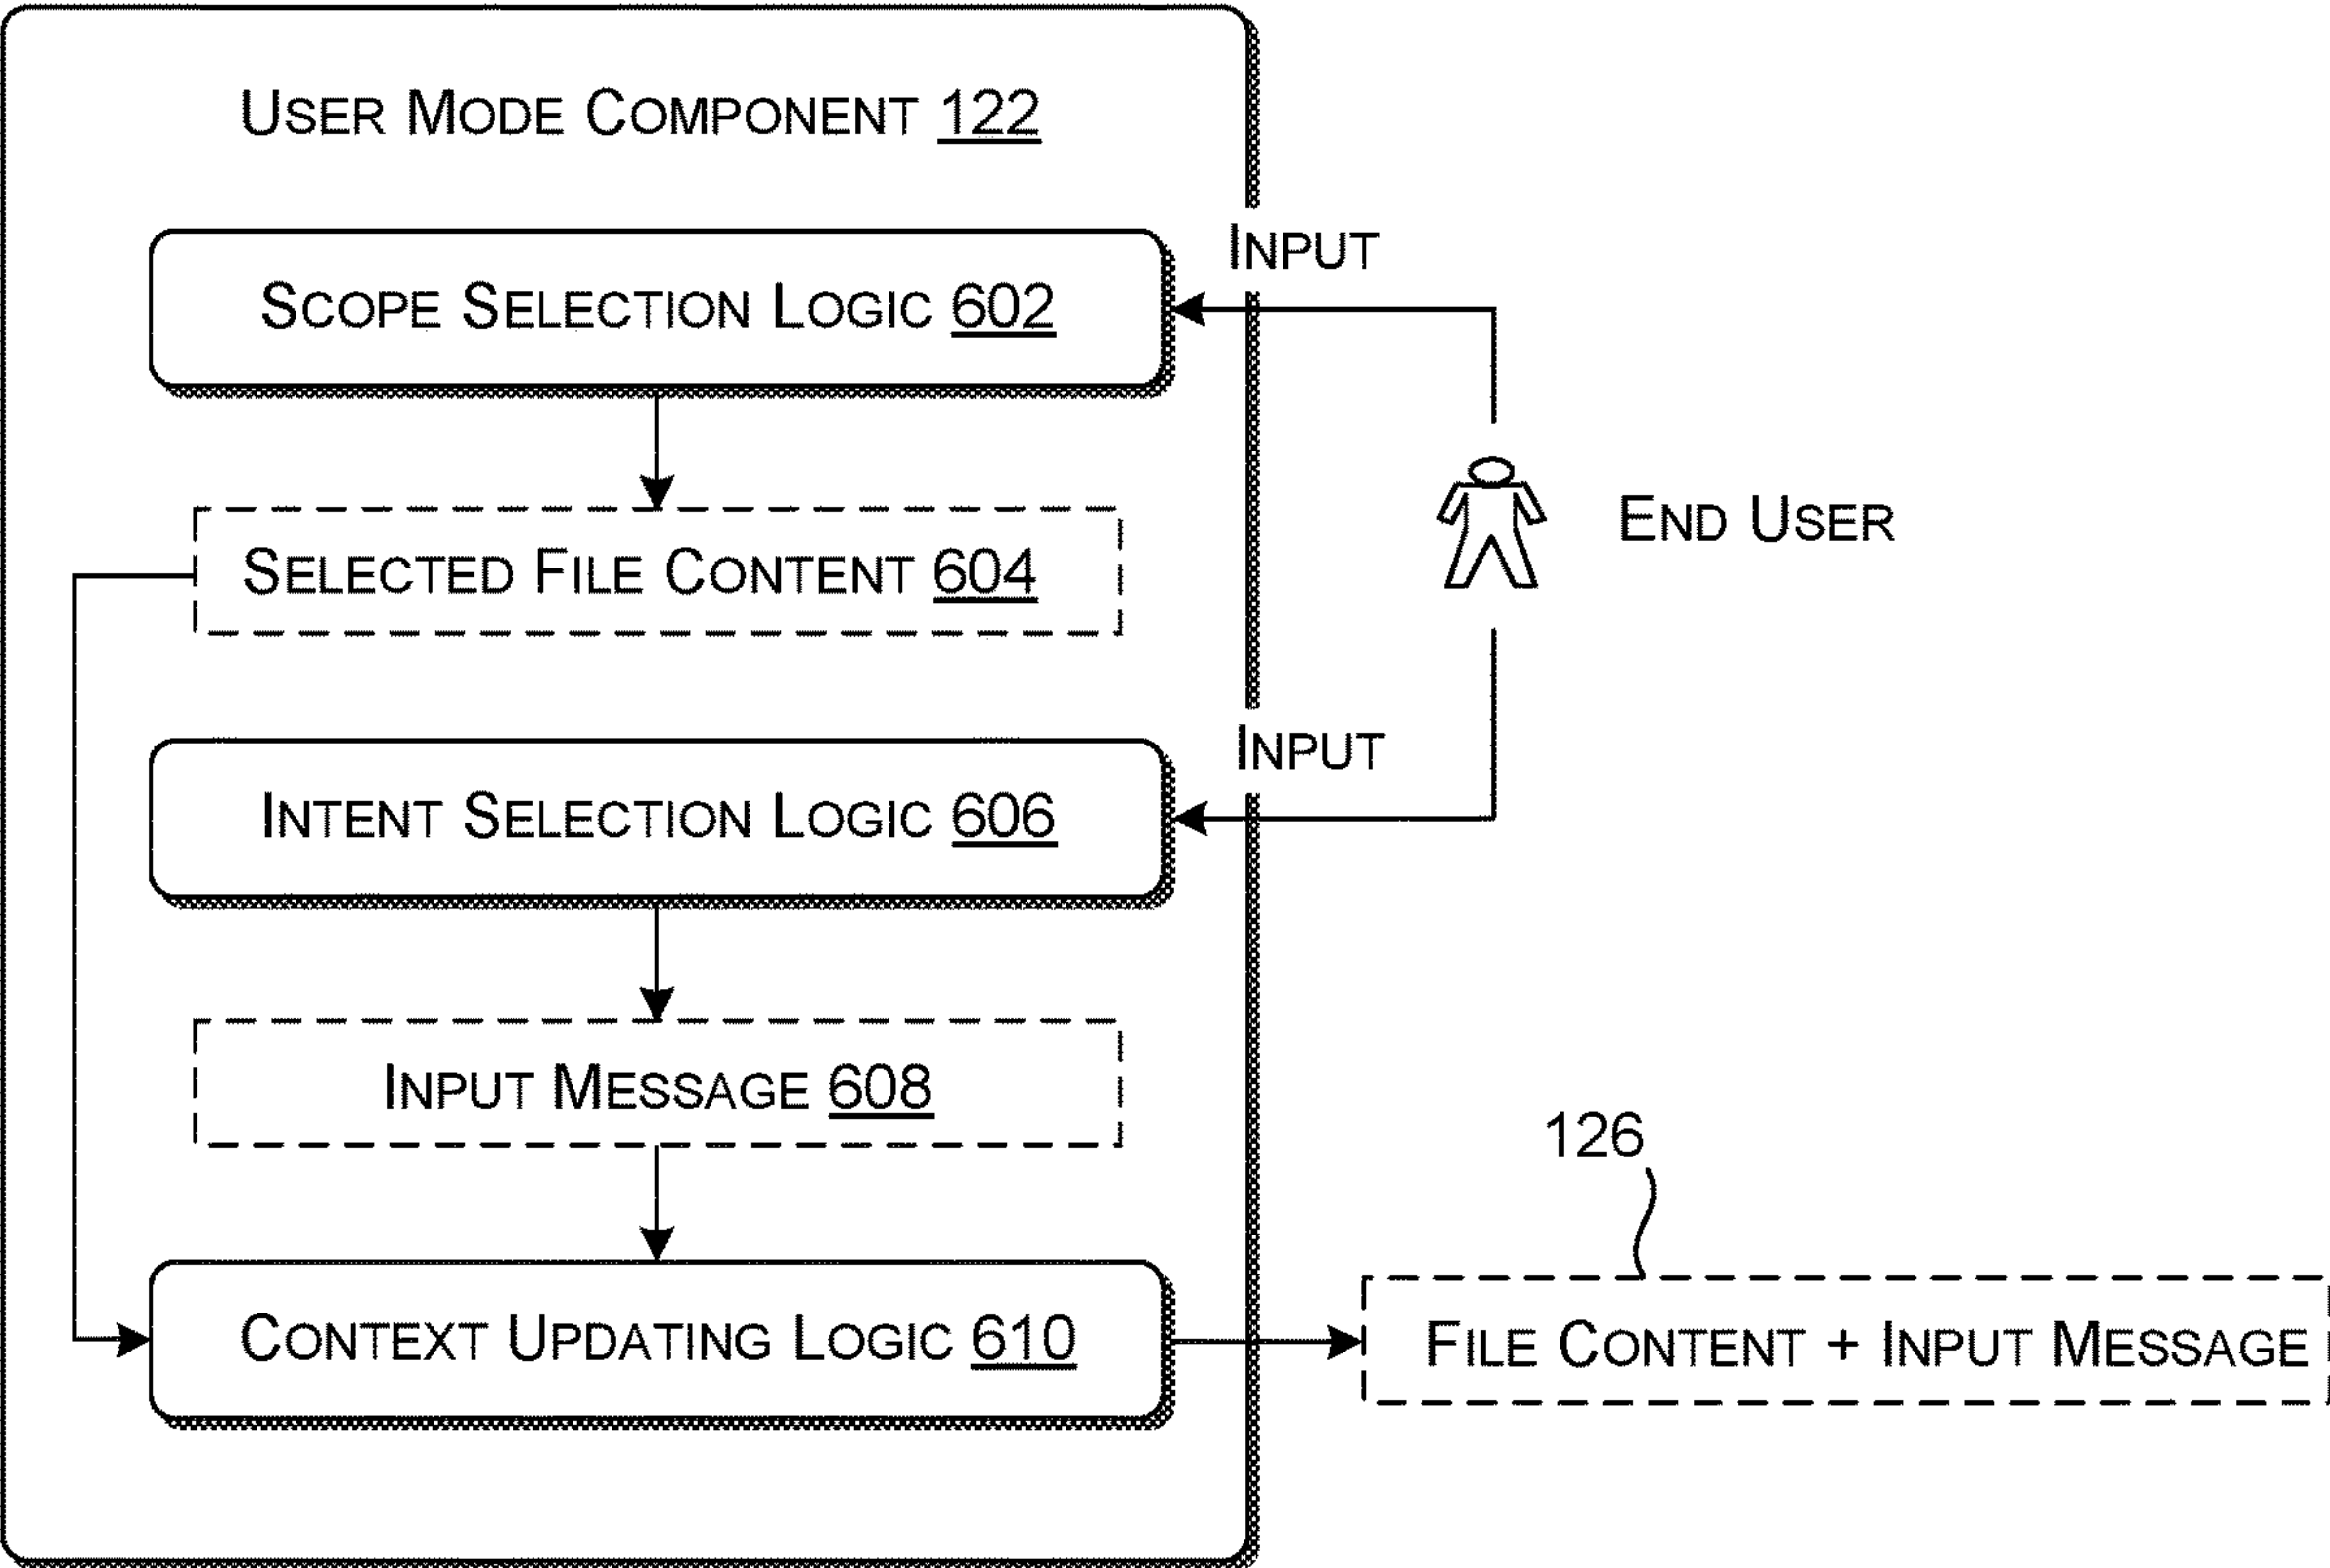 USER MODE COMPONENT 122
INPUT
SCOPE SELECTION LOGIC 602
END USER
SELECTED FILE CONTENT 604
INPUT
INTENT SELECTION LOGIC 606
INPUT MESSAGE 608
126
CONTEXT UPDATING LOGIC 610
FILE CONTENT + INPUT MESSAGE